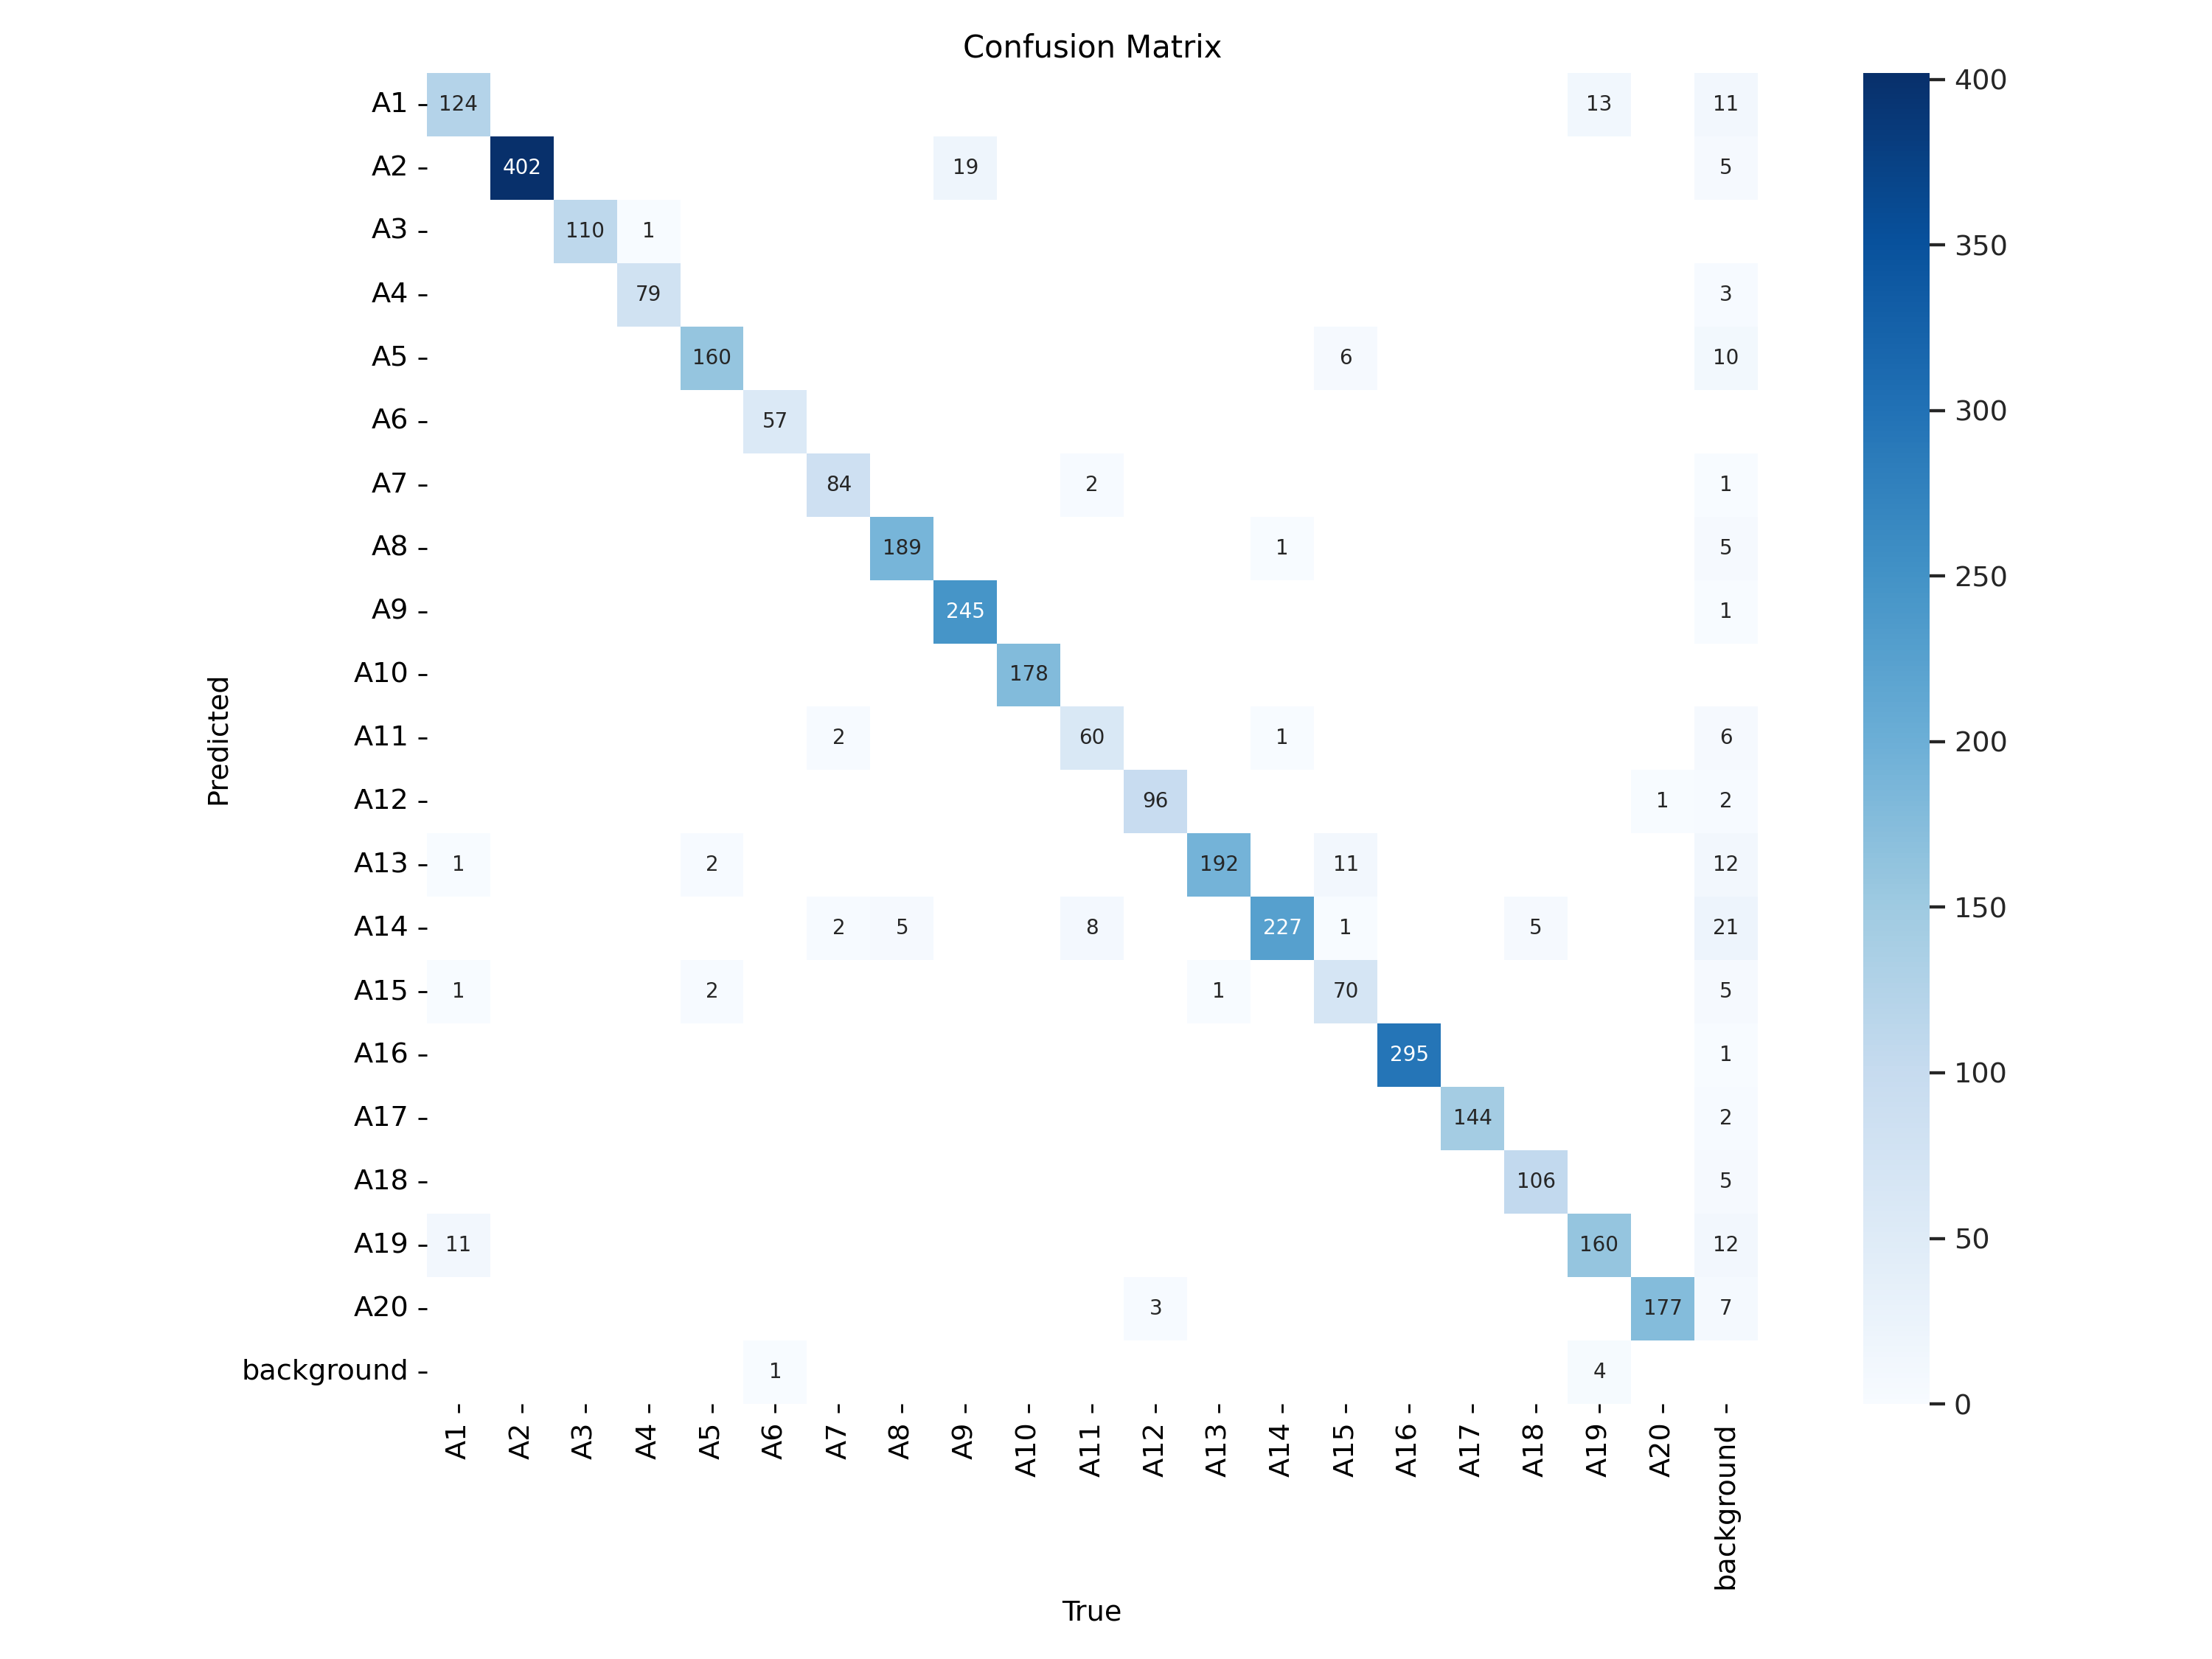 Confusion Matrix
A1 124 13 11
A2 402 19 5
A3 110 1
A4 79 3
A5 160 6 10
A6 57
A7 84 2 1
A8 189 1 5
A9 245 1
A10 178
A11 2 60 1 6
A12 96 1 2
A13 1 2 192 11 12
A14 2 5 8 227 1 5 21
A15 1 2 1 70 5
A16 295 1
A17 144 2
A18 106 5
A19 11 160 12
A20 3 177 7
background 1 4
Predicted
A1 A2 A3 A4 A5 A6 A7 A8 A9 A10 A11 A12 A13 A14 A15 A16 A17 A18 A19 A20 background
True
400
350
300
250
200
150
100
50
0